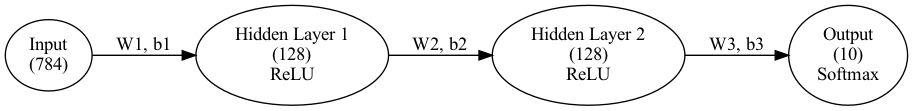 Input
(784)
W1, b1
Hidden Layer 1
(128)
ReLU
W2, b2
Hidden Layer 2
(128)
ReLU
W3, b3
Output
(10)
Softmax